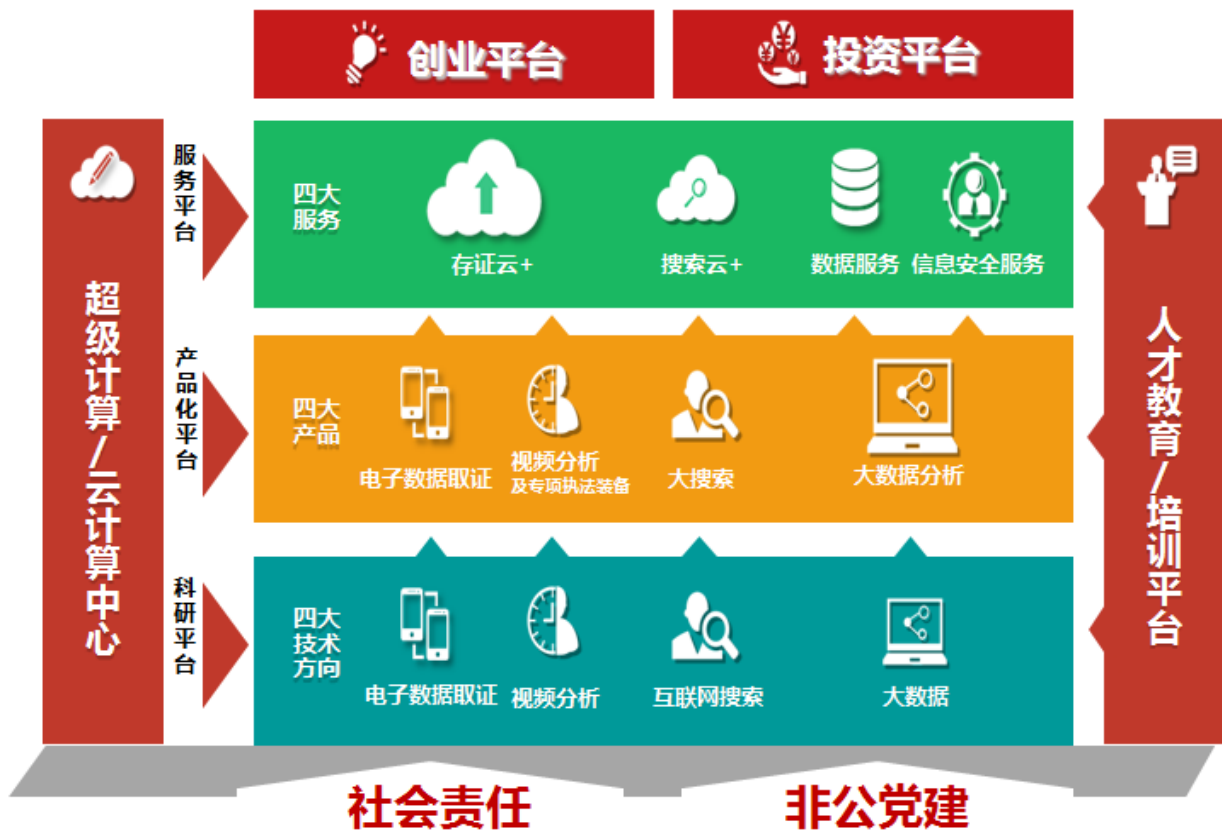 创业平台
投资平台
超级计算/云计算中心
服务平台
四大
服务
存证云+
搜索云+
数据服务
信息安全服务
人才教育/培训平台
产品化平台
四大
产品
电子数据取证
视频分析
及专项执法装备
大搜索
大数据分析
科研平台
四大
技术
方向
电子数据取证
视频分析
互联网搜索
大数据
社会责任
非公党建